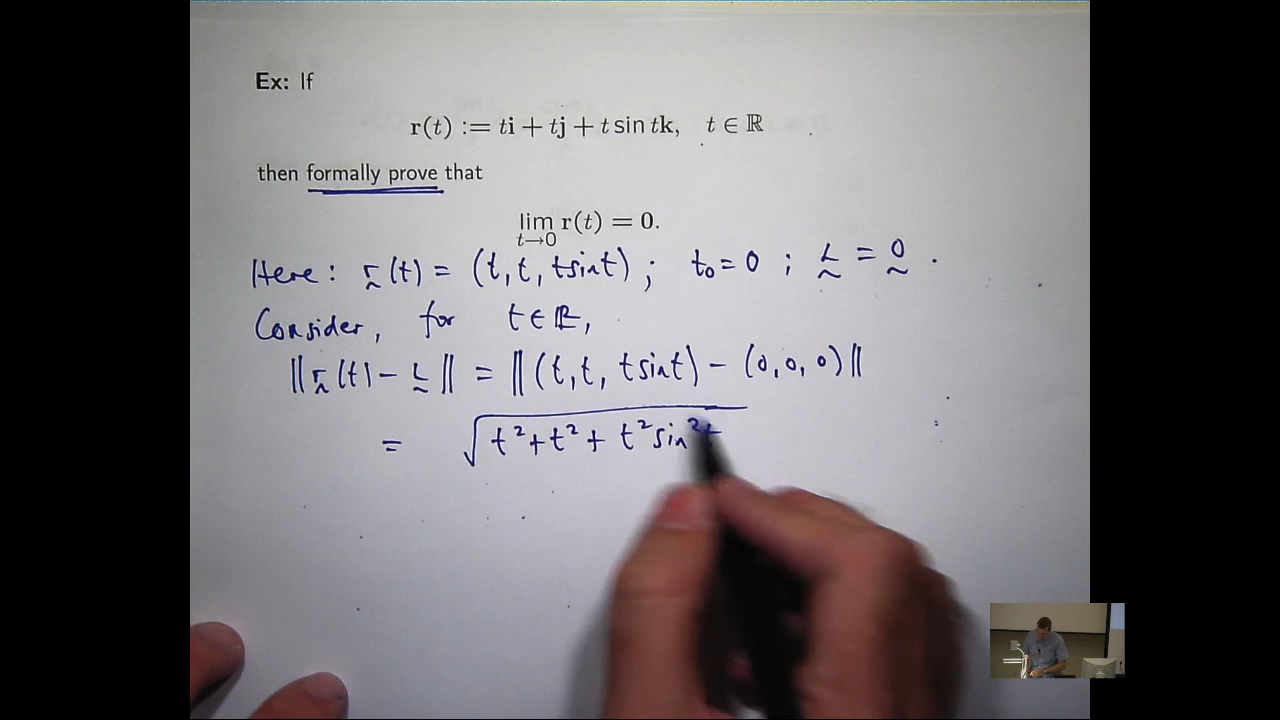 Ex: If
r(t) := ti + tj + t sin tk, t ∈ ℝ
then formally prove that
lim r(t) = 0.
t→0
Here: r(t) = (t, t, tsint) ; t₀ = 0 ; L = 0 .
Consider, for t ∈ ℝ,
||r(t) - L|| = ||(t, t, tsint) - (0, 0, 0)||
= √t² + t² + t² sin² t